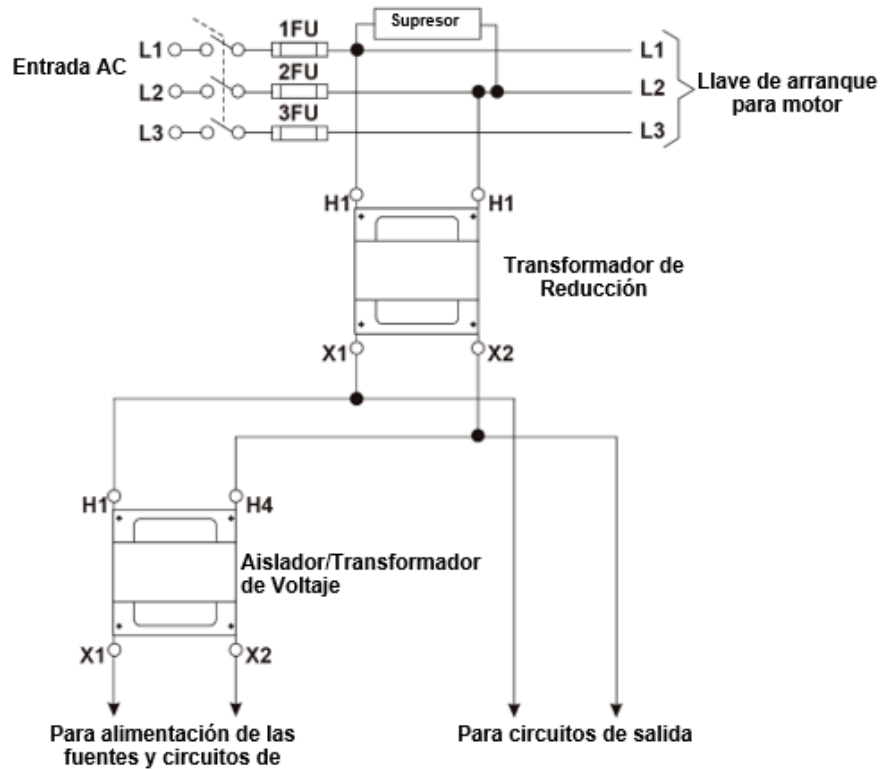 Supresor
1FU
L1
L1
Entrada AC
2FU
L2
L2
Llave de arranque
para motor
3FU
L3
L3
H1
H1
Transformador de
Reducción
X1
X2
H1
H4
Aislador/Transformador
de Voltaje
X1
X2
Para alimentación de las
fuentes y circuitos de
Para circuitos de salida